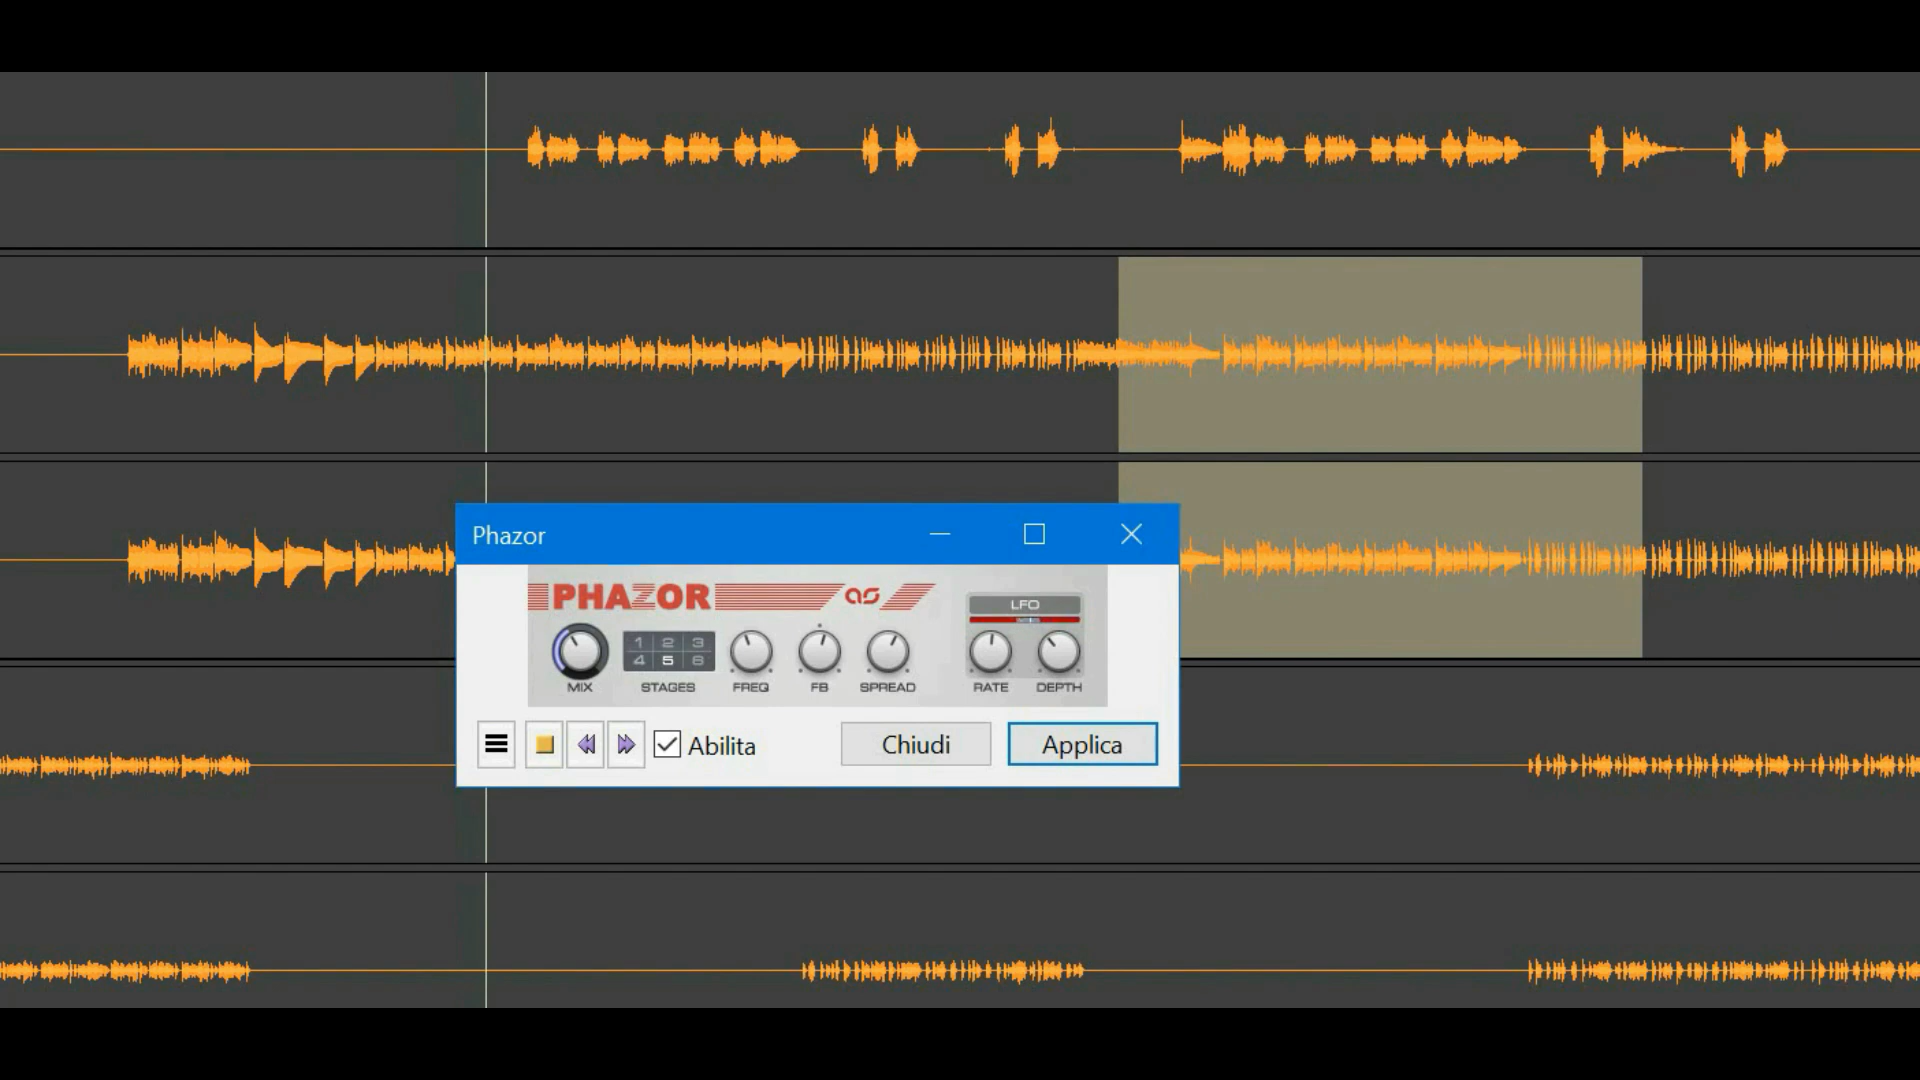 Phazor
PHAZOR as
LFO
1 2 3
4 5 6
MIX STAGES FREQ FB SPREAD RATE DEPTH
Abilita Chiudi Applica